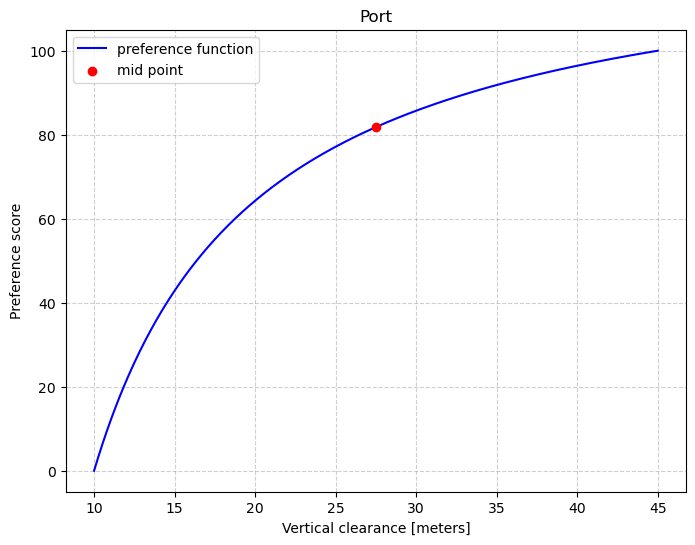 Port
preference function
mid point
Preference score
100
80
60
40
20
0
10 15 20 25 30 35 40 45
Vertical clearance [meters]